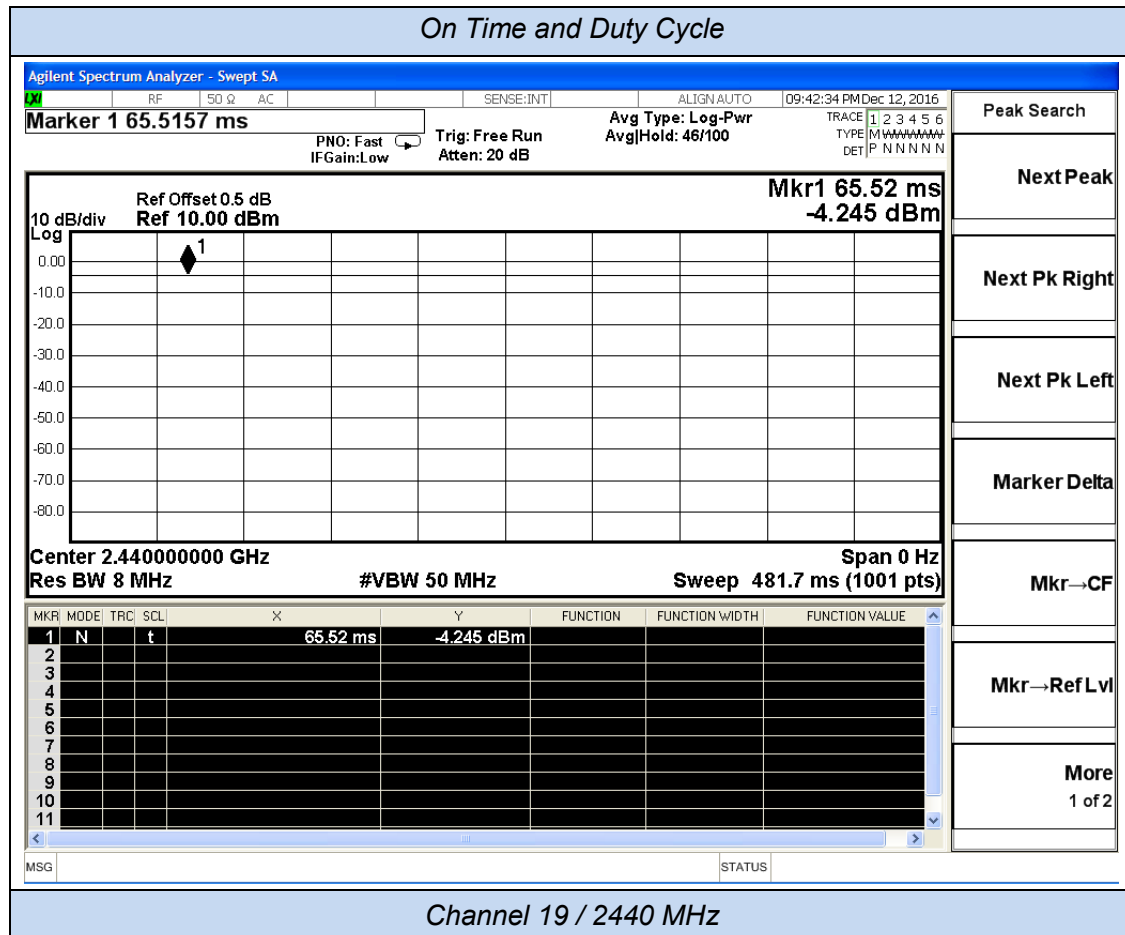 On Time and Duty Cycle
Agilent Spectrum Analyzer - Swept SA
LXI RF 50 Ω AC SENSE:INT ALIGN AUTO 09:42:34 PM Dec 12, 2016
Marker 1 65.5157 ms
PNO: Fast
IFGain:Low
Trig: Free Run
Atten: 20 dB
Avg Type: Log-Pwr
Avg|Hold: 46/100
TRACE 1 2 3 4 5 6
TYPE M WWWWW
DET P N N N N N
Peak Search
Ref Offset 0.5 dB
10 dB/div Ref 10.00 dBm
Log
Mkr1 65.52 ms
-4.245 dBm
1
0.00
-10.0
-20.0
-30.0
-40.0
-50.0
-60.0
-70.0
-80.0
Center 2.440000000 GHz Span 0 Hz
Res BW 8 MHz #VBW 50 MHz Sweep 481.7 ms (1001 pts)
MKR MODE TRC SCL X Y FUNCTION FUNCTION WIDTH FUNCTION VALUE
1 N t 65.52 ms -4.245 dBm
2
3
4
5
6
7
8
9
10
11
Next Peak
Next Pk Right
Next Pk Left
Marker Delta
Mkr→CF
Mkr→Ref Lvl
More
1 of 2
MSG STATUS
Channel 19 / 2440 MHz